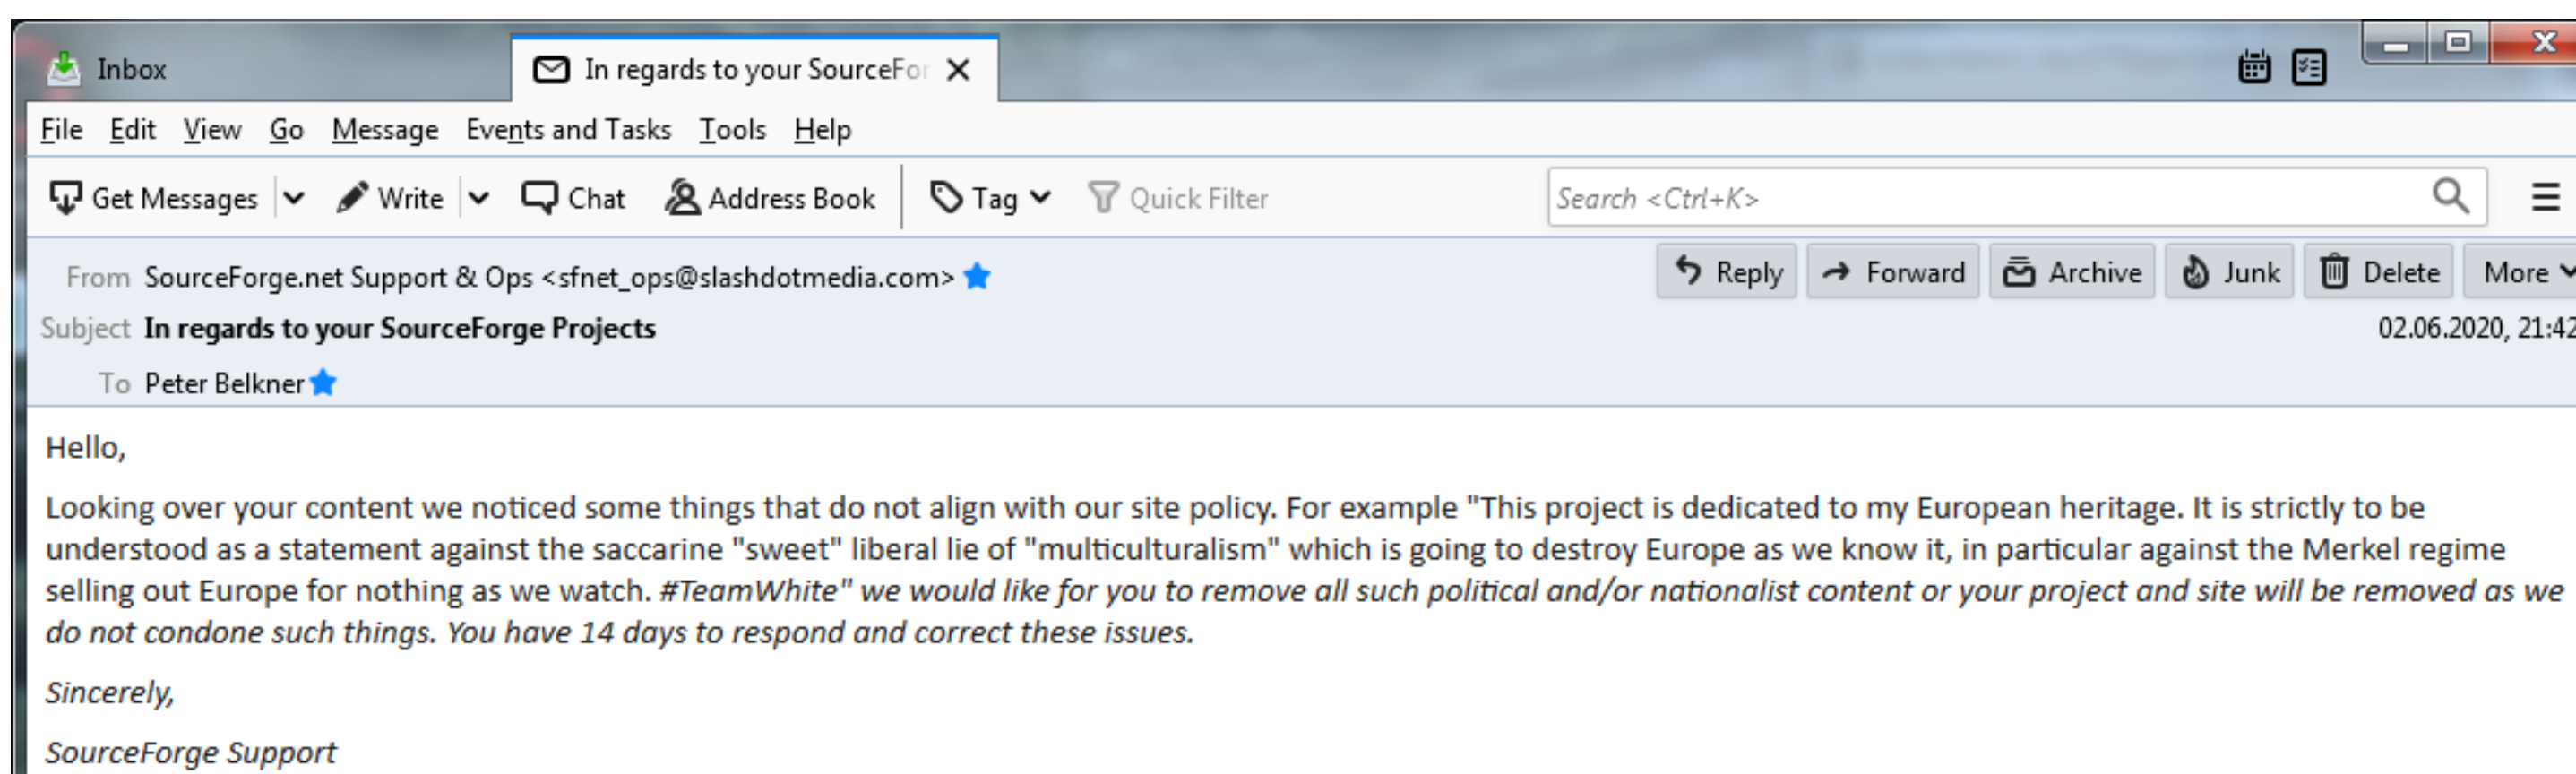 Inbox
In regards to your SourceFor
File Edit View Go Message Events and Tasks Tools Help
Get Messages Write Chat Address Book Tag Quick Filter Search <Ctrl+K>
From SourceForge.net Support & Ops <sfnet_ops@slashdotmedia.com> Reply Forward Archive Junk Delete More
Subject In regards to your SourceForge Projects 02.06.2020, 21:42
To Peter Belkner
Hello,
Looking over your content we noticed some things that do not align with our site policy. For example "This project is dedicated to my European heritage. It is strictly to be
understood as a statement against the saccarine "sweet" liberal lie of "multiculturalism" which is going to destroy Europe as we know it, in particular against the Merkel regime
selling out Europe for nothing as we watch. #TeamWhite" we would like for you to remove all such political and/or nationalist content or your project and site will be removed as we
do not condone such things. You have 14 days to respond and correct these issues.
Sincerely,
SourceForge Support